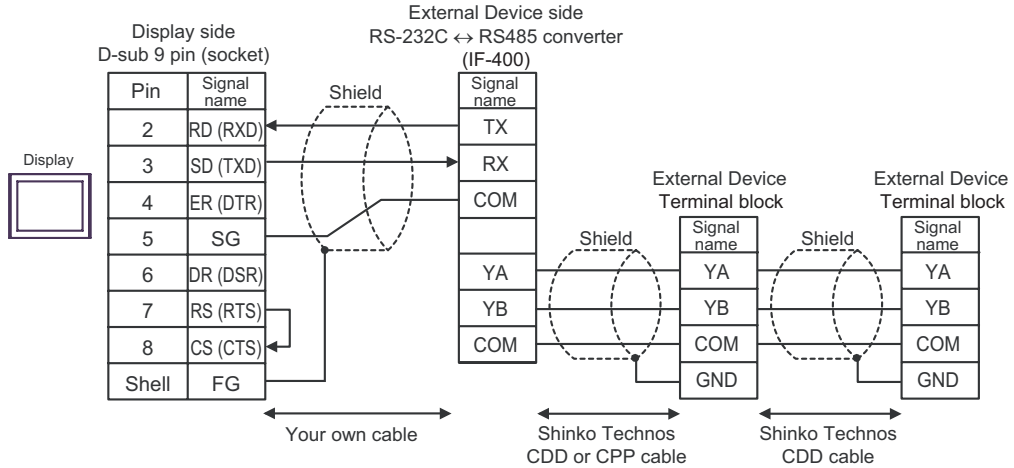 Display side
D-sub 9 pin (socket)
External Device side
RS-232C ↔ RS485 converter
(IF-400)
Display
Pin Signal name
2 RD (RXD)
3 SD (TXD)
4 ER (DTR)
5 SG
6 DR (DSR)
7 RS (RTS)
8 CS (CTS)
Shell FG
Shield
Signal name
TX
RX
COM
YA
YB
COM
Shield
External Device
Terminal block
Signal name
YA
YB
COM
GND
Shield
External Device
Terminal block
Signal name
YA
YB
COM
GND
Your own cable
Shinko Technos
CDD or CPP cable
Shinko Technos
CDD cable